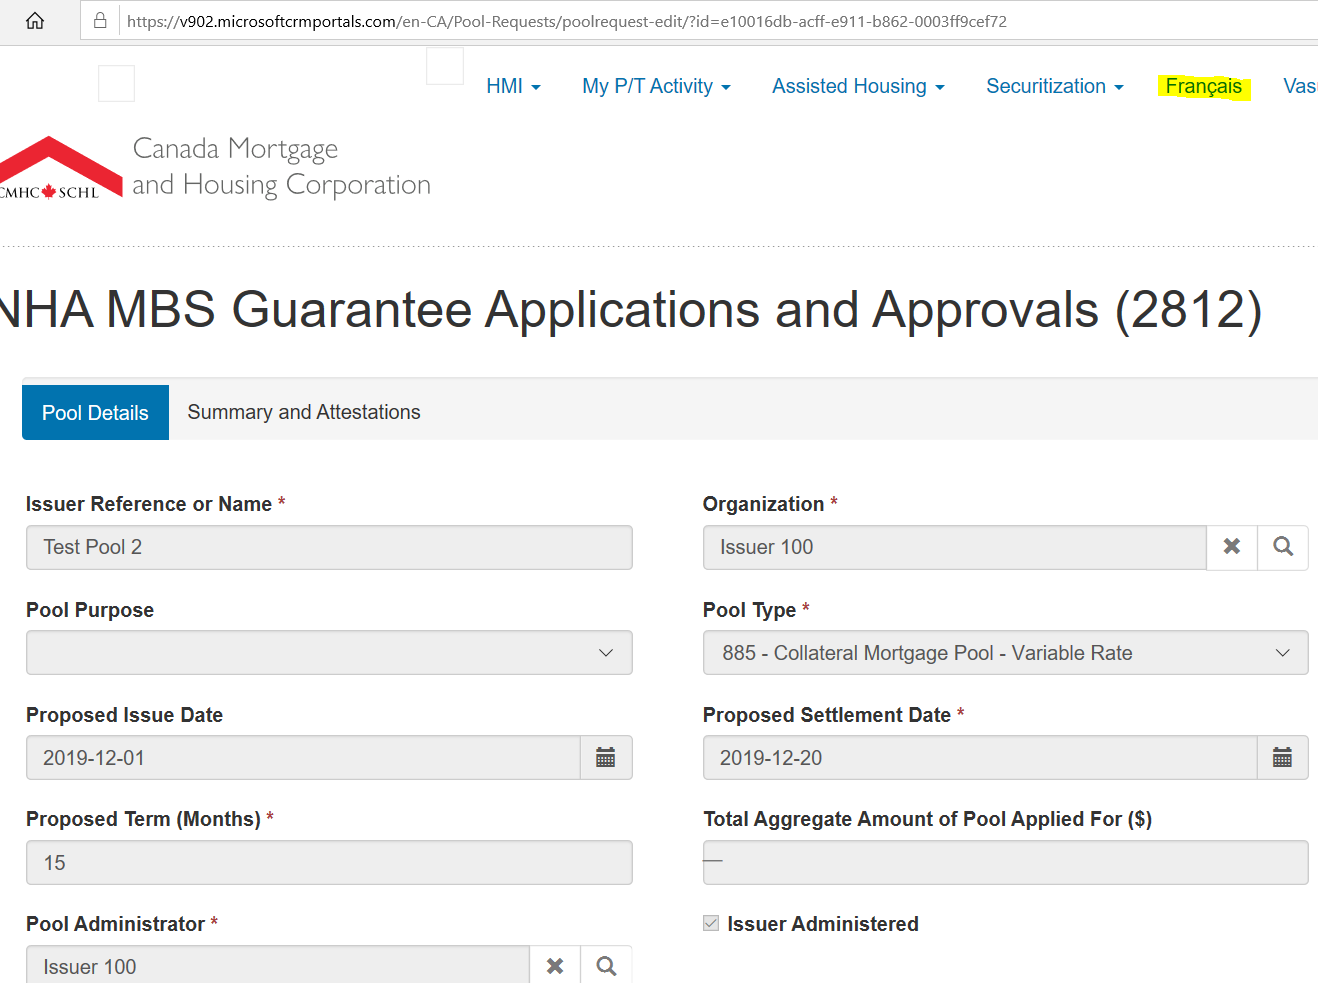 https://v902.microsoftcrmportals.com/en-CA/Pool-Requests/poolrequest-edit/?id=e10016db-acff-e911-b862-0003ff9cef72
HMI My P/T Activity Assisted Housing Securitization Français Vas
Canada Mortgage
and Housing Corporation
CMHC SCHL
NHA MBS Guarantee Applications and Approvals (2812)
Pool Details Summary and Attestations
Issuer Reference or Name * Organization *
Test Pool 2 Issuer 100
Pool Purpose Pool Type *
885 - Collateral Mortgage Pool - Variable Rate
Proposed Issue Date Proposed Settlement Date *
2019-12-01 2019-12-20
Proposed Term (Months) * Total Aggregate Amount of Pool Applied For ($)
15 —
Pool Administrator * Issuer Administered
Issuer 100